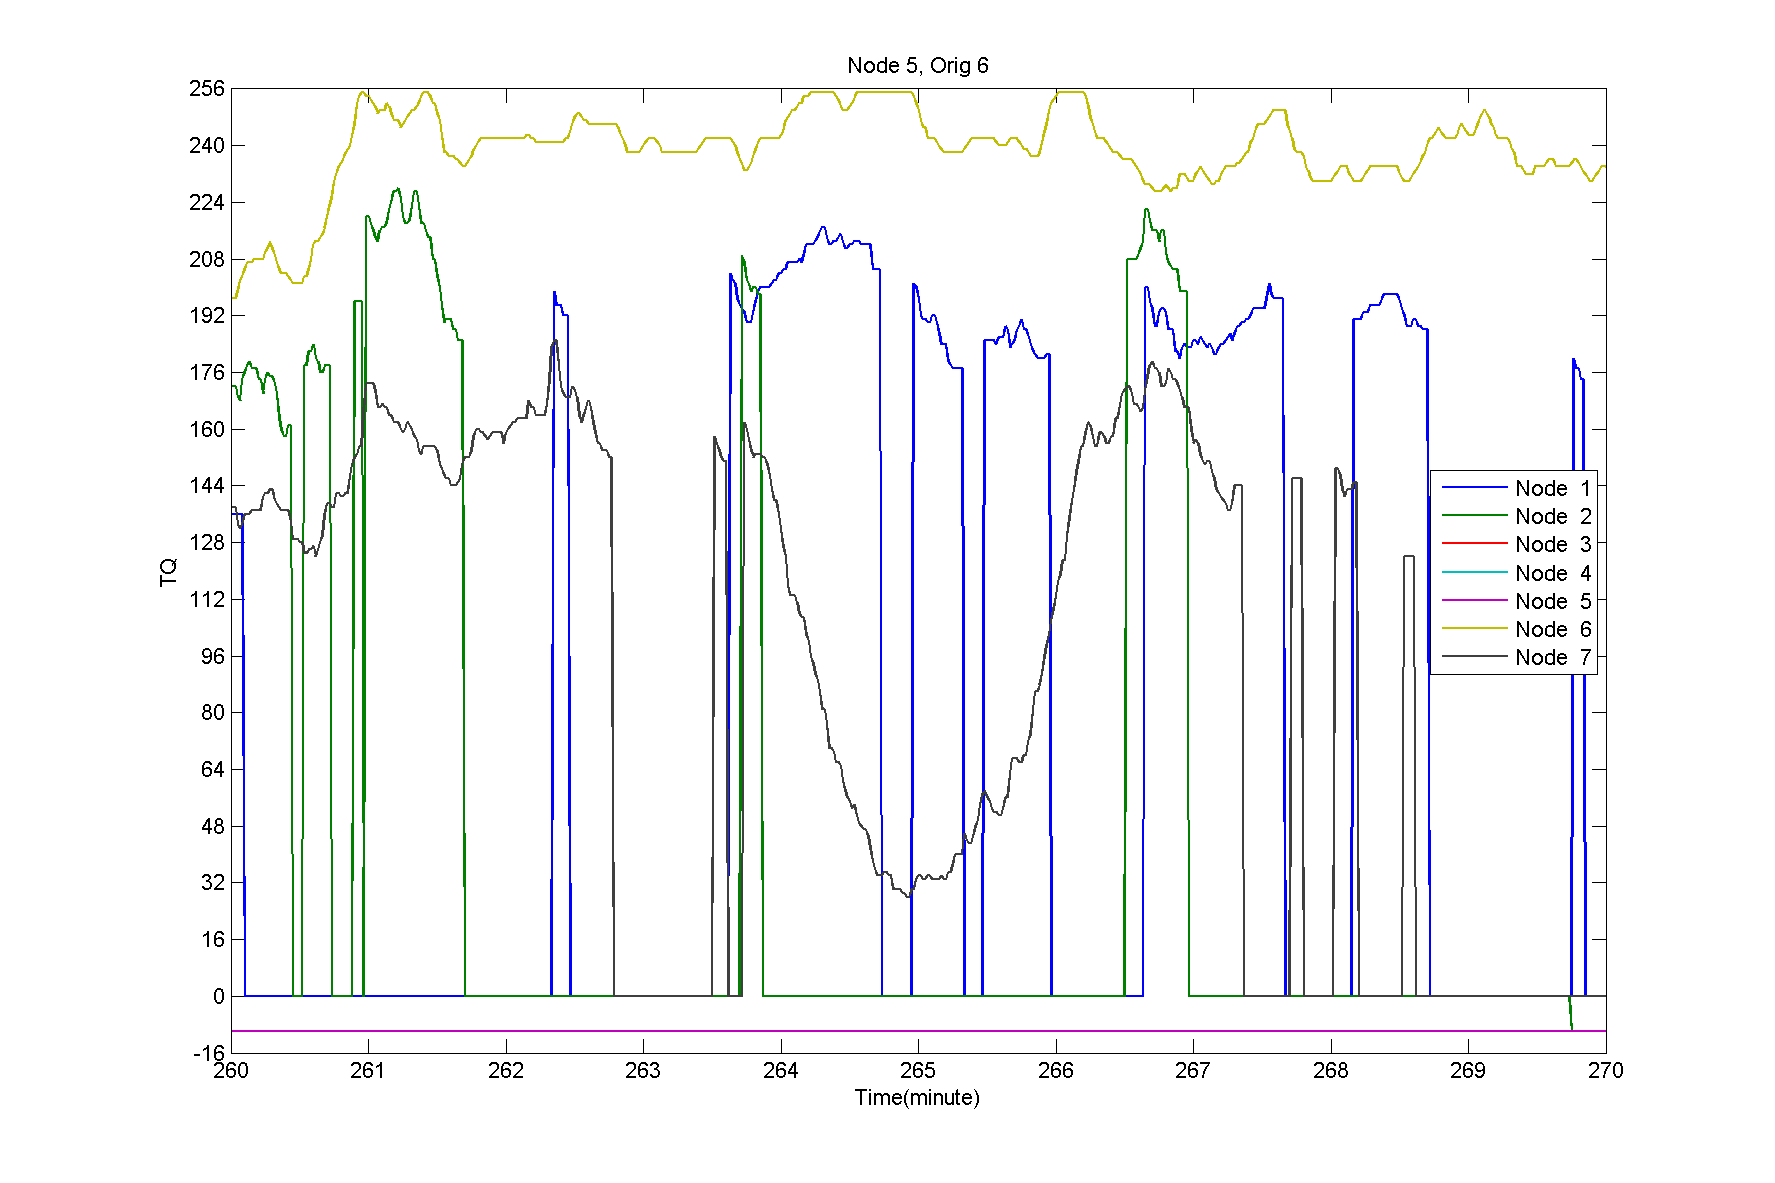 Node 5, Orig 6
256
240
224
208
192
176
160
144
128
112
96
80
64
48
32
16
0
-16
TQ
Node 1
Node 2
Node 3
Node 4
Node 5
Node 6
Node 7
260 261 262 263 264 265 266 267 268 269 270
Time(minute)